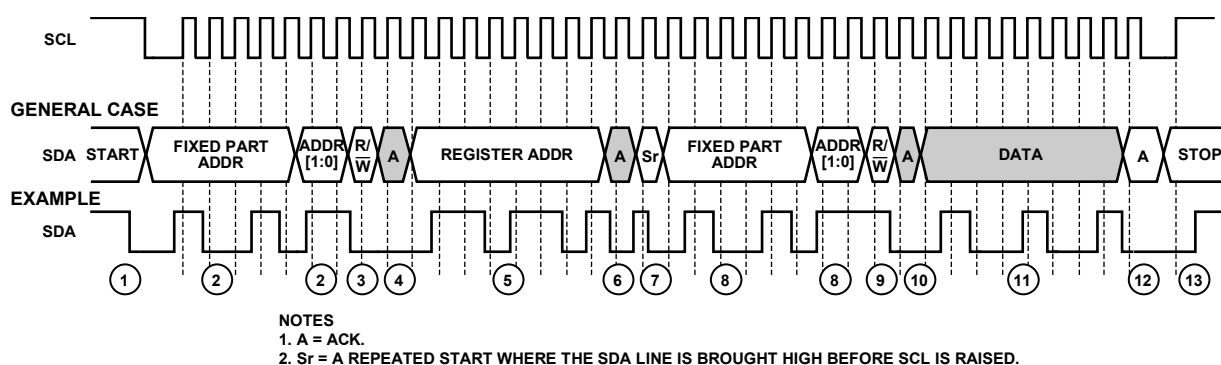 SCL
GENERAL CASE
SDA START FIXED PART ADDR ADDR [1:0] R/W̅ A REGISTER ADDR A Sr FIXED PART ADDR ADDR [1:0] R/W̅ A DATA A STOP
EXAMPLE
SDA
1 2 2 3 4 5 6 7 8 8 9 10 11 12 13
NOTES
1. A = ACK.
2. Sr = A REPEATED START WHERE THE SDA LINE IS BROUGHT HIGH BEFORE SCL IS RAISED.